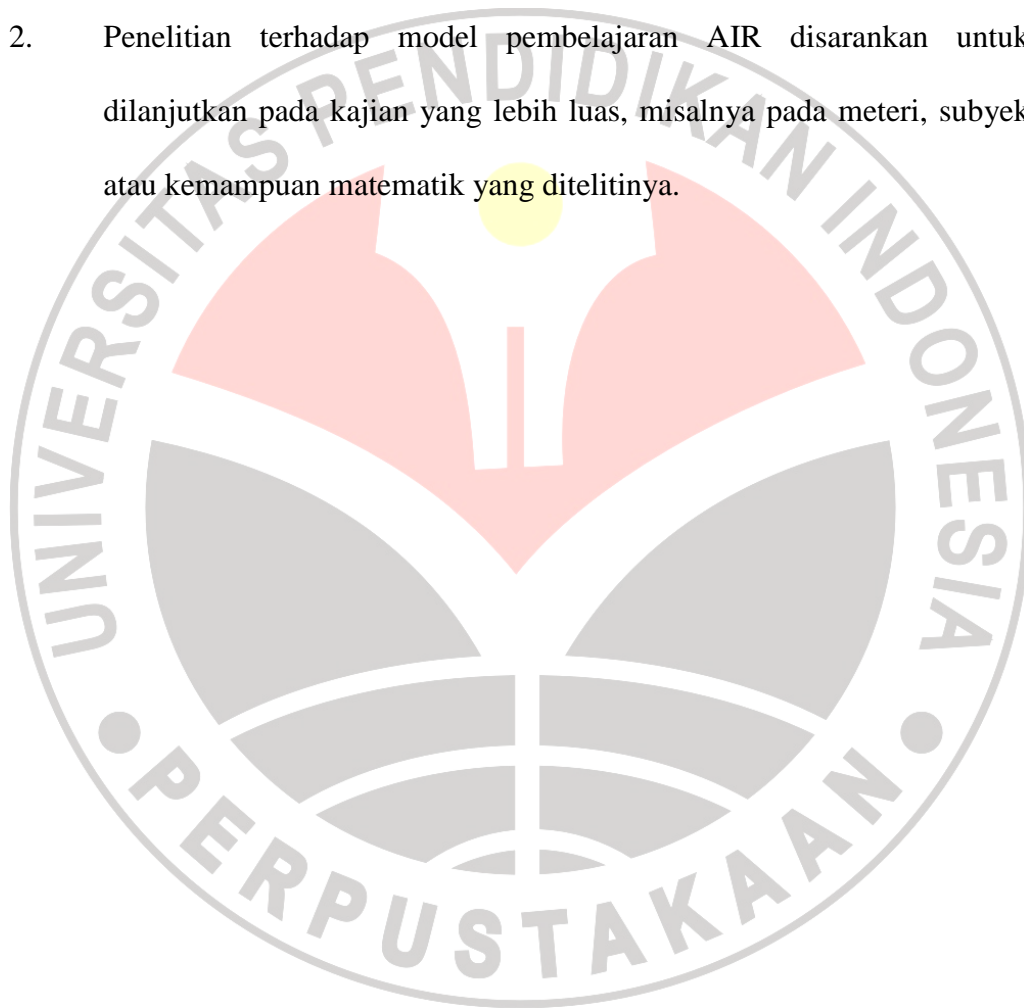 2. Penelitian terhadap model pembelajaran AIR disarankan untuk
dilanjutkan pada kajian yang lebih luas, misalnya pada meteri, subyek
atau kemampuan matematik yang ditelitinya.
UNIVERSITAS PENDIDIKAN INDONESIA
PERPUSTAKAAN